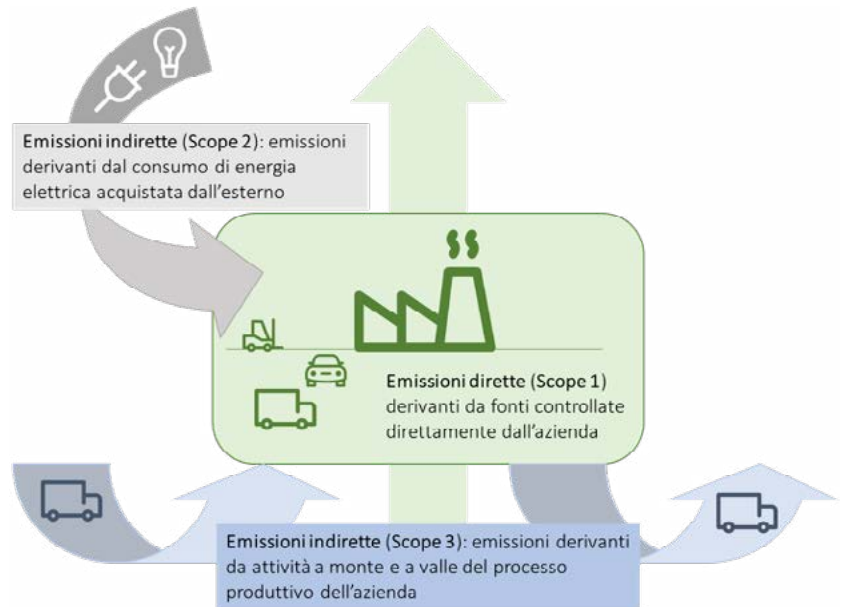 Emissioni indirette (Scope 2): emissioni
derivanti dal consumo di energia
elettrica acquistata dall'esterno
Emissioni dirette (Scope 1)
derivanti da fonti controllate
direttamente dall'azienda
Emissioni indirette (Scope 3): emissioni derivanti
da attività a monte e a valle del processo
produttivo dell'azienda